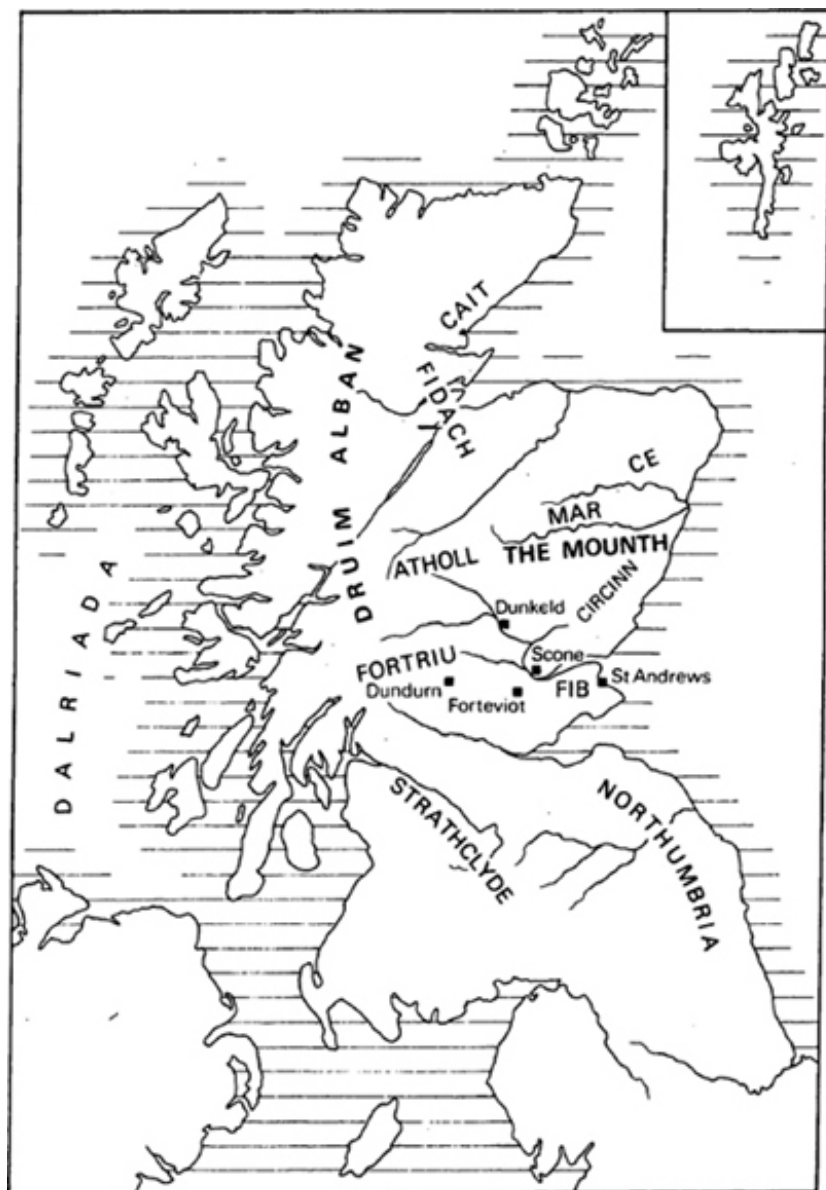 CAIT
FIDACH
DRUIM ALBAN
CE
MAR
THE MOUNTH
ATHOLL
CIRCINN
DALRIADA
Dunkeld
Scone
FORTRIU
St Andrews
Dundurn
FIB
Forteviot
STRATHCLYDE
NORTHUMBRIA